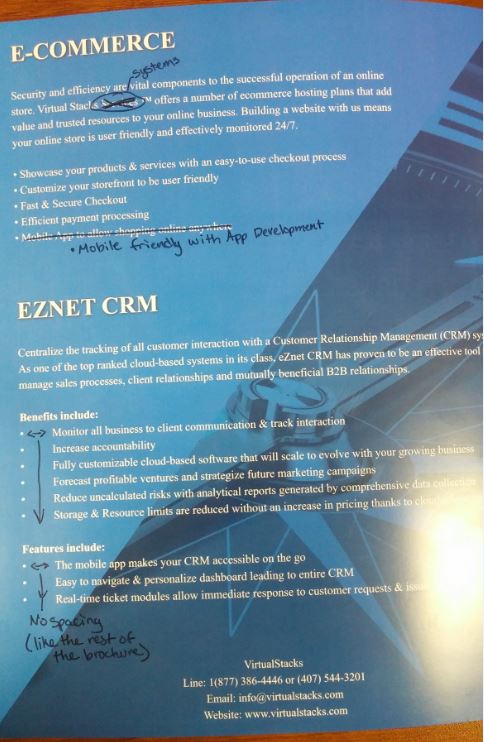 E-COMMERCE
systems
Security and efficiency are vital components to the successful operation of an online
store. Virtual Stacks ™ offers a number of ecommerce hosting plans that add
value and trusted resources to your online business. Building a website with us means
your online store is user friendly and effectively monitored 24/7.
• Showcase your products & services with an easy-to-use checkout process
• Customize your storefront to be user friendly
• Fast & Secure Checkout
• Efficient payment processing
• Mobile App to allow shopping online anywhere
• Mobile friendly with App Development
EZNET CRM
Centralize the tracking of all customer interaction with a Customer Relationship Management (CRM)
As one of the top ranked cloud-based systems in its class, eZnet CRM has proven to be an effective tool
manage sales processes, client relationships and mutually beneficial B2B relationships.
Benefits include:
• Monitor all business to client communication & track interaction
• Increase accountability
• Fully customizable cloud-based software that will scale to evolve with your growing business
• Forecast profitable ventures and strategize future marketing campaigns
• Reduce uncalculated risks with analytical reports generated by comprehensive data collection
• Storage & Resource limits are reduced without an increase in pricing thanks to
Features include:
• The mobile app makes your CRM accessible on the go
• Easy to navigate & personalize dashboard leading to entire CRM
• Real-time ticket modules allow immediate response to customer requests &
No spacing
(like the rest of
the brochure)
VirtualStacks
Line: 1(877) 386-4446 or (407) 544-3201
Email: info@virtualstacks.com
Website: www.virtualstacks.com